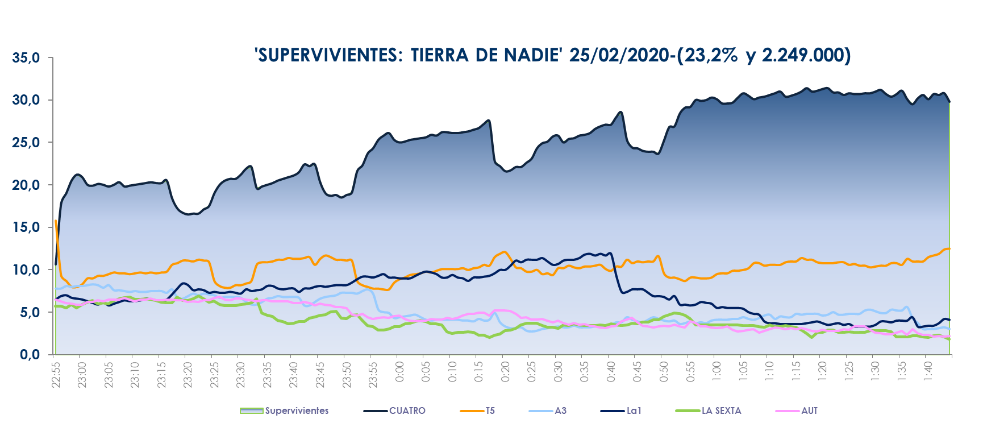 'SUPERVIVIENTES: TIERRA DE NADIE' 25/02/2020-(23,2% y 2.249.000)
35,0
30,0
25,0
20,0
15,0
10,0
5,0
0,0
22:55 23:00 23:05 23:10 23:15 23:20 23:25 23:30 23:35 23:40 23:45 23:50 23:55 0:00 0:05 0:10 0:15 0:20 0:25 0:30 0:35 0:40 0:45 0:50 0:55 1:00 1:05 1:10 1:15 1:20 1:25 1:30 1:35 1:40
Supervivientes CUATRO T5 A3 La1 LA SEXTA AUT